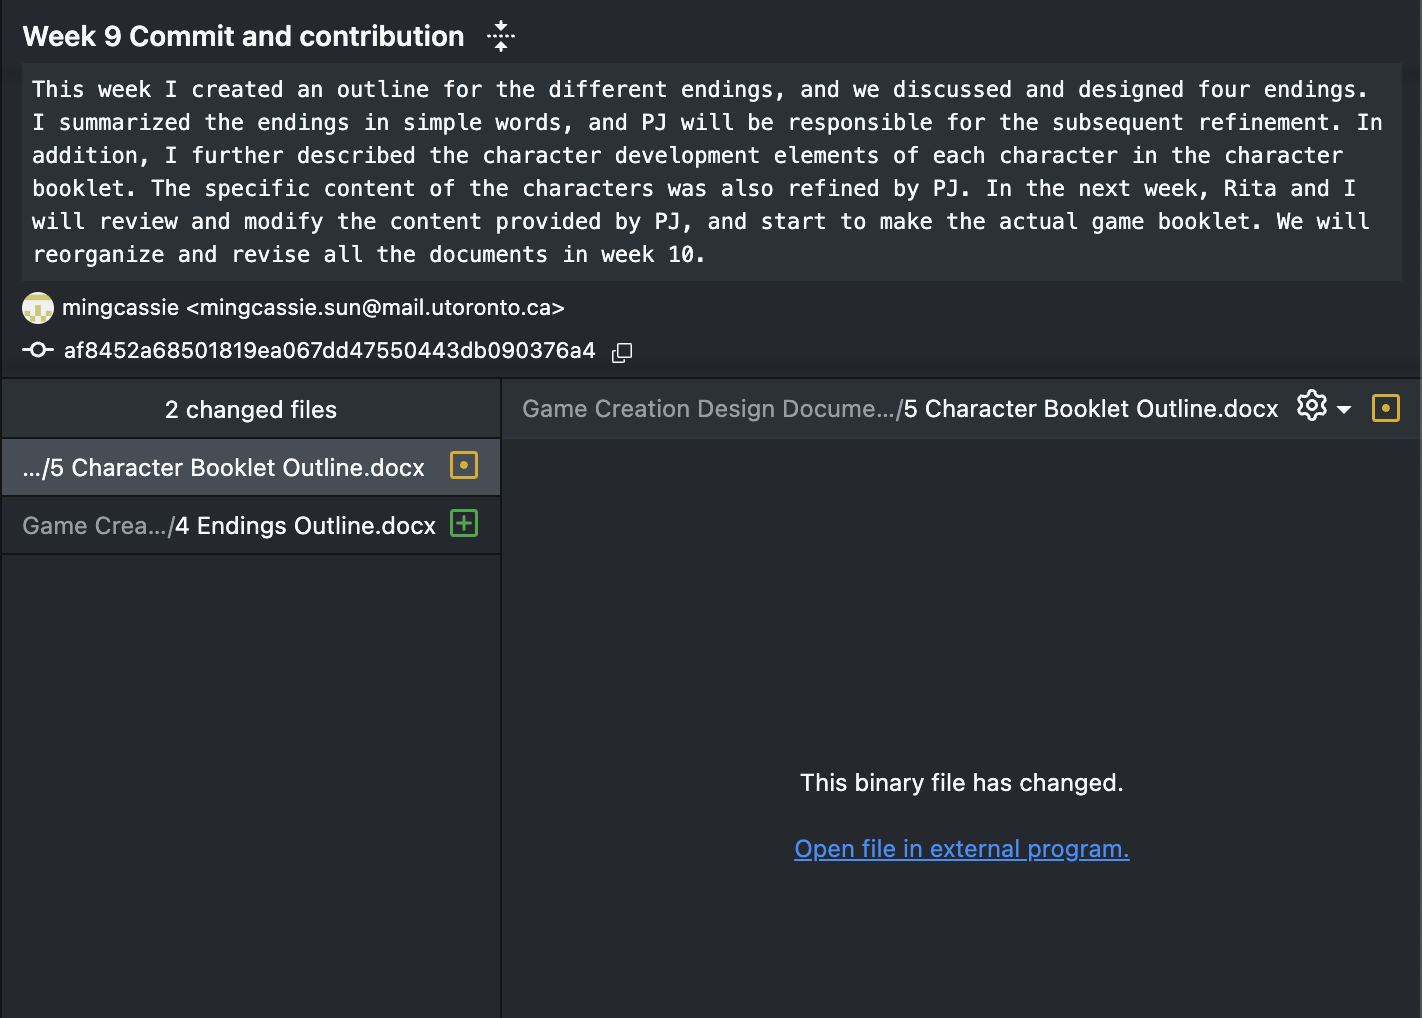 Week 9 Commit and contribution
This week I created an outline for the different endings, and we discussed and designed four endings.
I summarized the endings in simple words, and PJ will be responsible for the subsequent refinement. In
addition, I further described the character development elements of each character in the character
booklet. The specific content of the characters was also refined by PJ. In the next week, Rita and I
will review and modify the content provided by PJ, and start to make the actual game booklet. We will
reorganize and revise all the documents in week 10.
mingcassie <mingcassie.sun@mail.utoronto.ca>
af8452a68501819ea067dd47550443db090376a4
2 changed files
Game Creation Design Docume.../5 Character Booklet Outline.docx
.../5 Character Booklet Outline.docx
Game Crea.../4 Endings Outline.docx
This binary file has changed.
Open file in external program.